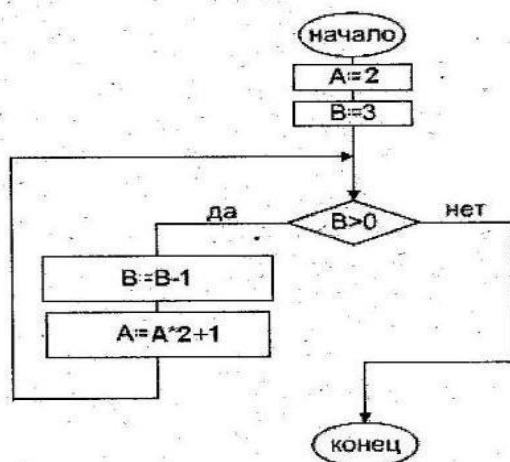 начало
A:=2
B:=3
да
B>0
нет
B:=B-1
A:=A*2+1
конец